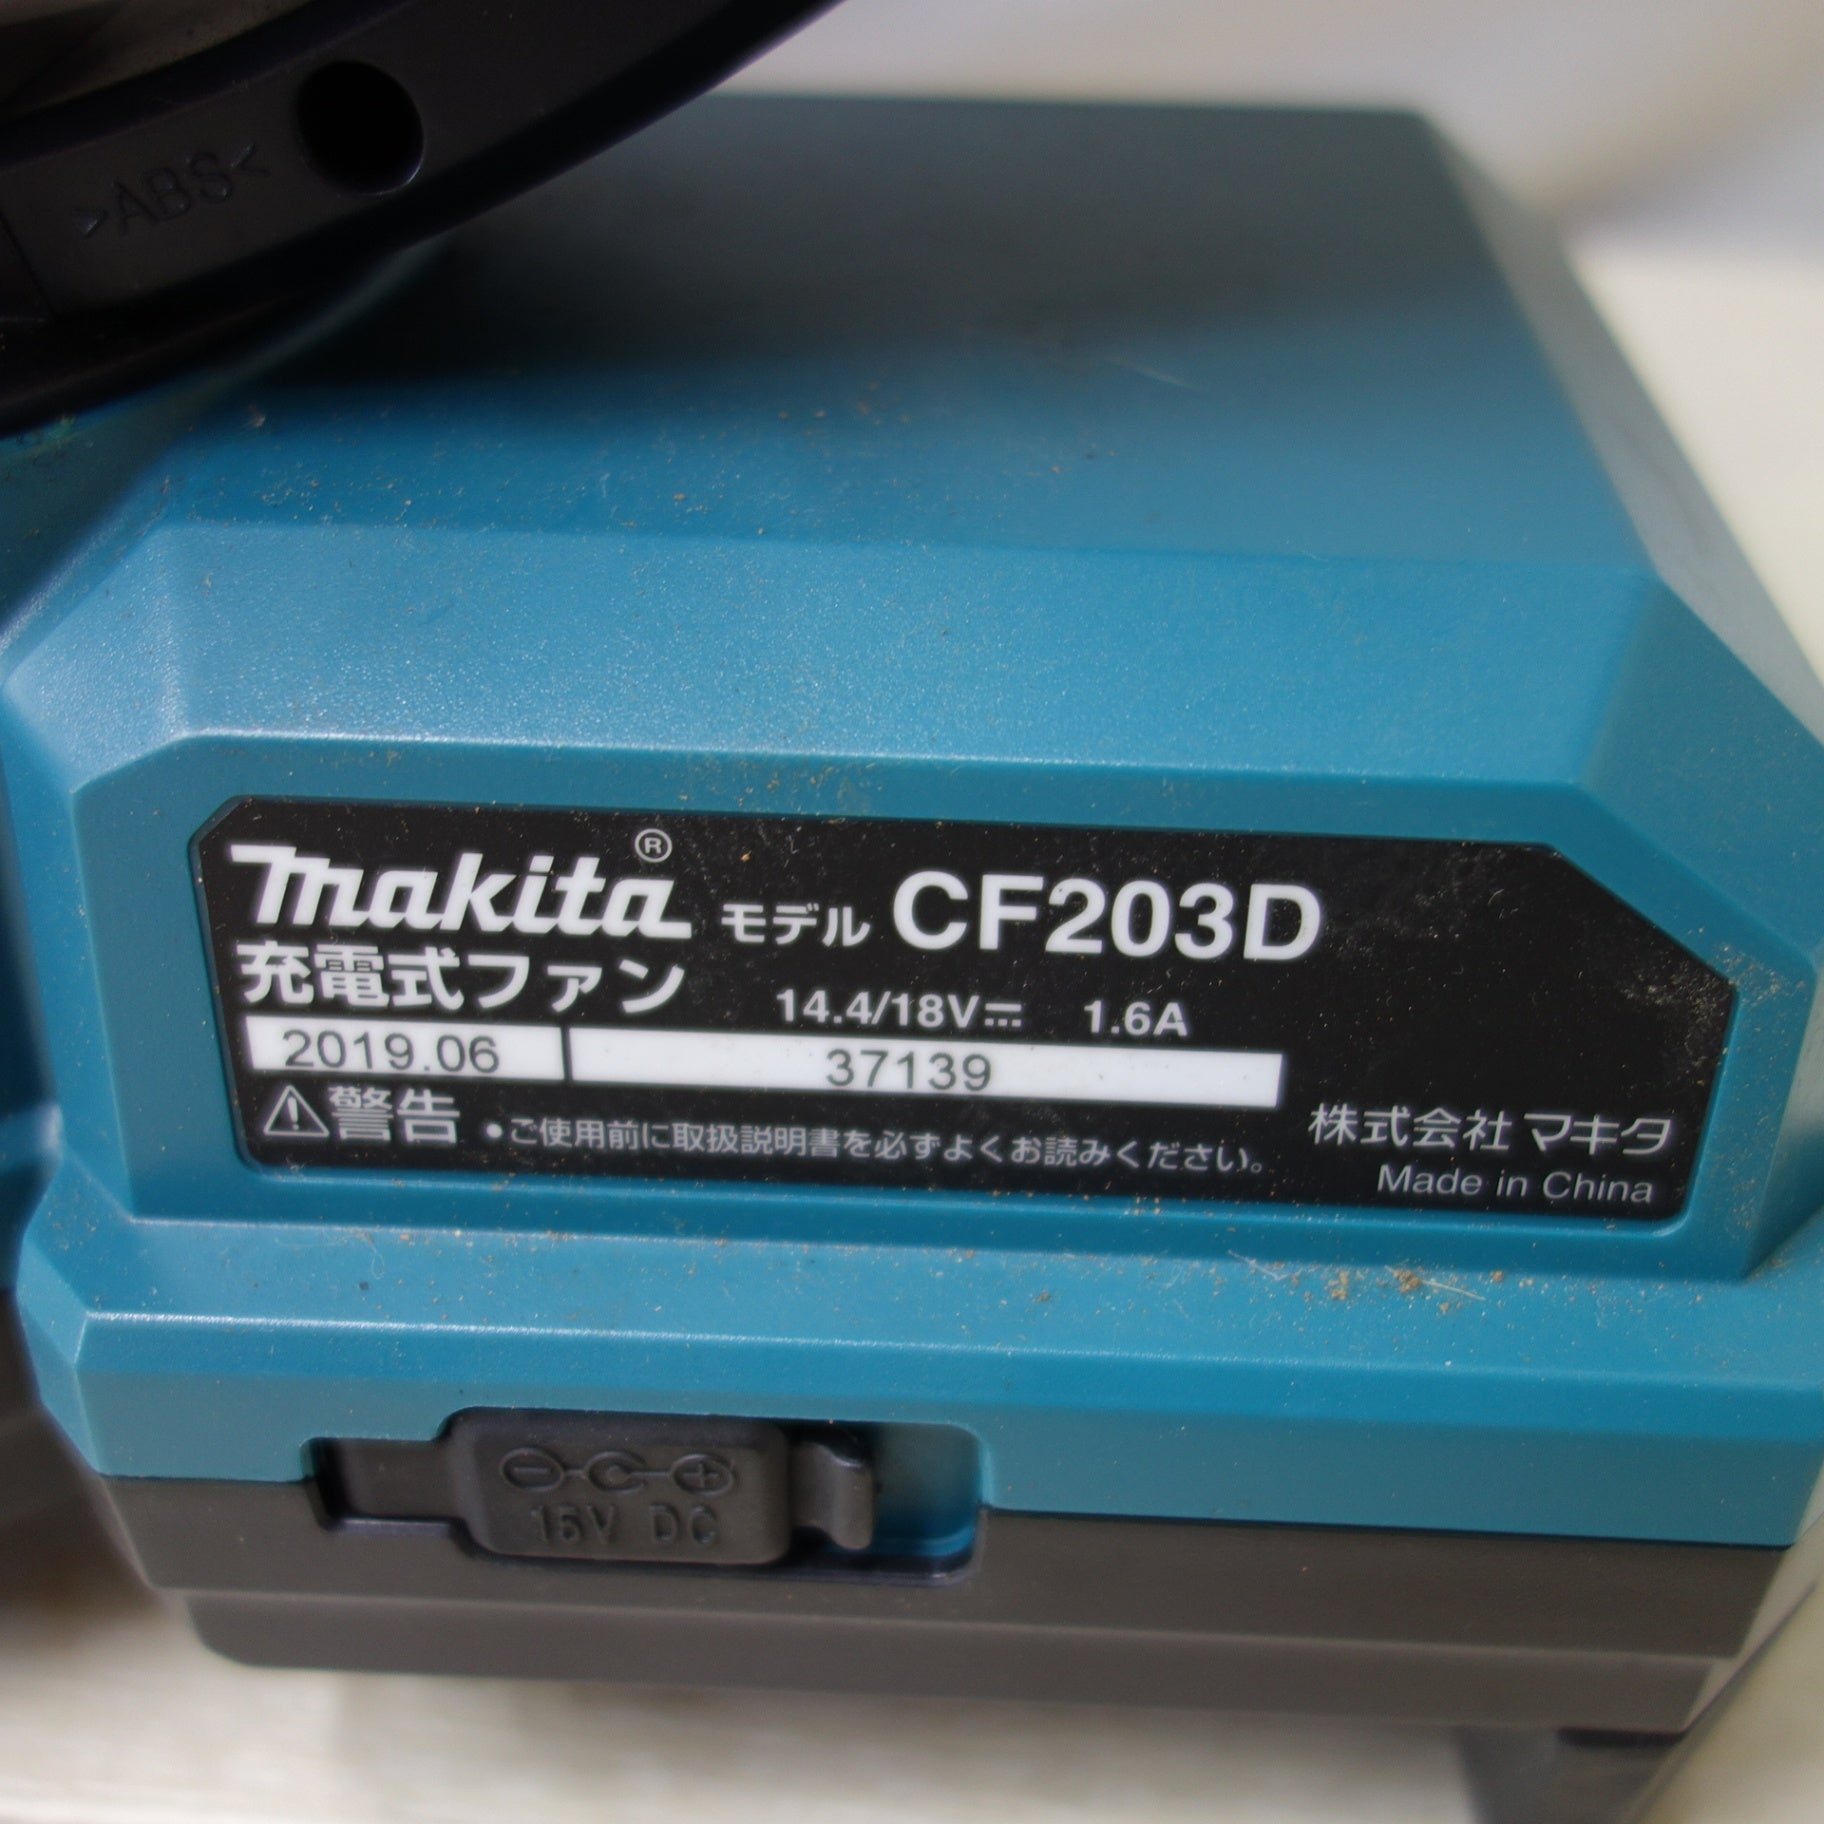 >ABS<
makita® モデル CF203D
充電式ファン 14.4/18V⎓ 1.6A
2019.06 37139
⚠警告 •ご使用前に取扱説明書を必ずよくお読みください。
株式会社マキタ
Made in China
15V DC